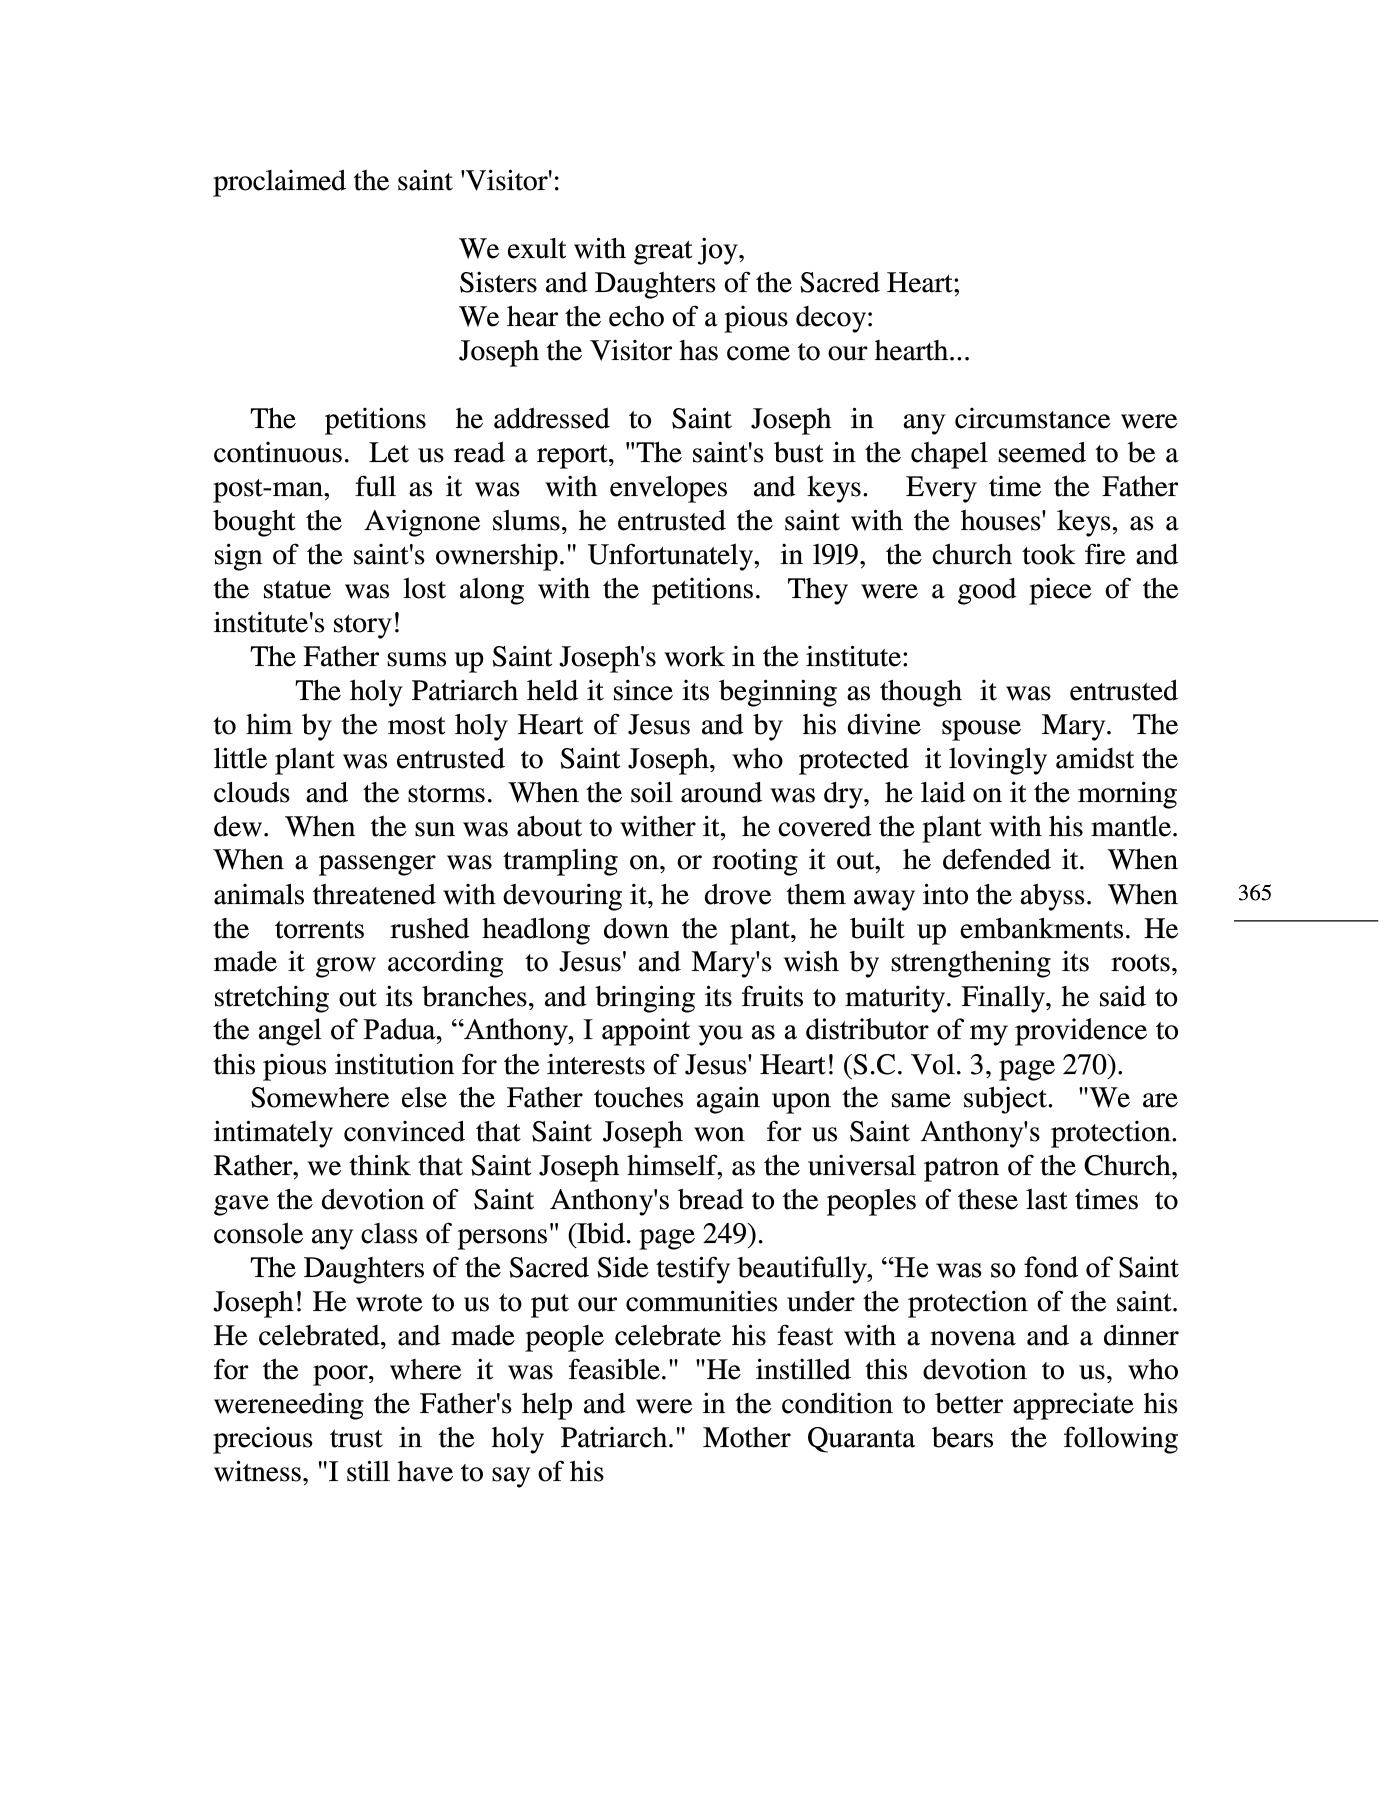 proclaimed the saint 'Visitor':
We exult with great joy,
Sisters and Daughters of the Sacred Heart;
We hear the echo of a pious decoy:
Joseph the Visitor has come to our hearth...
The petitions he addressed to Saint Joseph in any circumstance were
continuous. Let us read a report, "The saint's bust in the chapel seemed to be a
post-man, full as it was with envelopes and keys. Every time the Father
bought the Avignone slums, he entrusted the saint with the houses' keys, as a
sign of the saint's ownership." Unfortunately, in 1919, the church took fire and
the statue was lost along with the petitions. They were a good piece of the
institute's story!
The Father sums up Saint Joseph's work in the institute:
The holy Patriarch held it since its beginning as though it was entrusted
to him by the most holy Heart of Jesus and by his divine spouse Mary. The
little plant was entrusted to Saint Joseph, who protected it lovingly amidst the
clouds and the storms. When the soil around was dry, he laid on it the morning
dew. When the sun was about to wither it, he covered the plant with his mantle.
When a passenger was trampling on, or rooting it out, he defended it. When
animals threatened with devouring it, he drove them away into the abyss. When
the torrents rushed headlong down the plant, he built up embankments. He
made it grow according to Jesus' and Mary's wish by strengthening its roots,
stretching out its branches, and bringing its fruits to maturity. Finally, he said to
the angel of Padua, “Anthony, I appoint you as a distributor of my providence to
this pious institution for the interests of Jesus' Heart! (S.C. Vol. 3, page 270).
Somewhere else the Father touches again upon the same subject. "We are
intimately convinced that Saint Joseph won for us Saint Anthony's protection.
Rather, we think that Saint Joseph himself, as the universal patron of the Church,
gave the devotion of Saint Anthony's bread to the peoples of these last times to
console any class of persons" (Ibid. page 249).
The Daughters of the Sacred Side testify beautifully, “He was so fond of Saint
Joseph! He wrote to us to put our communities under the protection of the saint.
He celebrated, and made people celebrate his feast with a novena and a dinner
for the poor, where it was feasible." "He instilled this devotion to us, who
wereneeding the Father's help and were in the condition to better appreciate his
precious trust in the holy Patriarch." Mother Quaranta bears the following
witness, "I still have to say of his
365